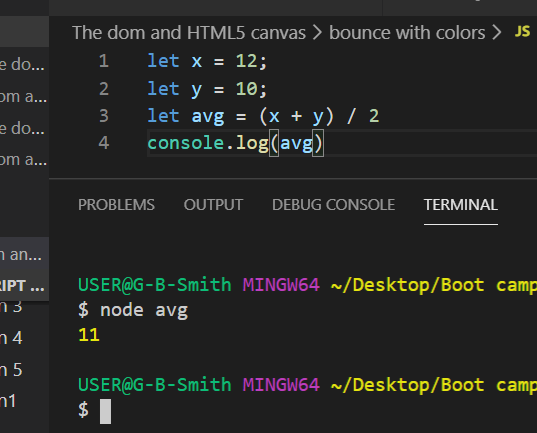 The dom and HTML5 canvas > bounce with colors > JS
1 let x = 12;
2 let y = 10;
3 let avg = (x + y) / 2
4 console.log(avg)
e do...
om a...
e do...
om a...
n an...
RIPT ...
n 3
n 4
n 5
n1
PROBLEMS OUTPUT DEBUG CONSOLE TERMINAL
USER@G-B-Smith MINGW64 ~/Desktop/Boot camp
$ node avg
11
USER@G-B-Smith MINGW64 ~/Desktop/Boot camp
$